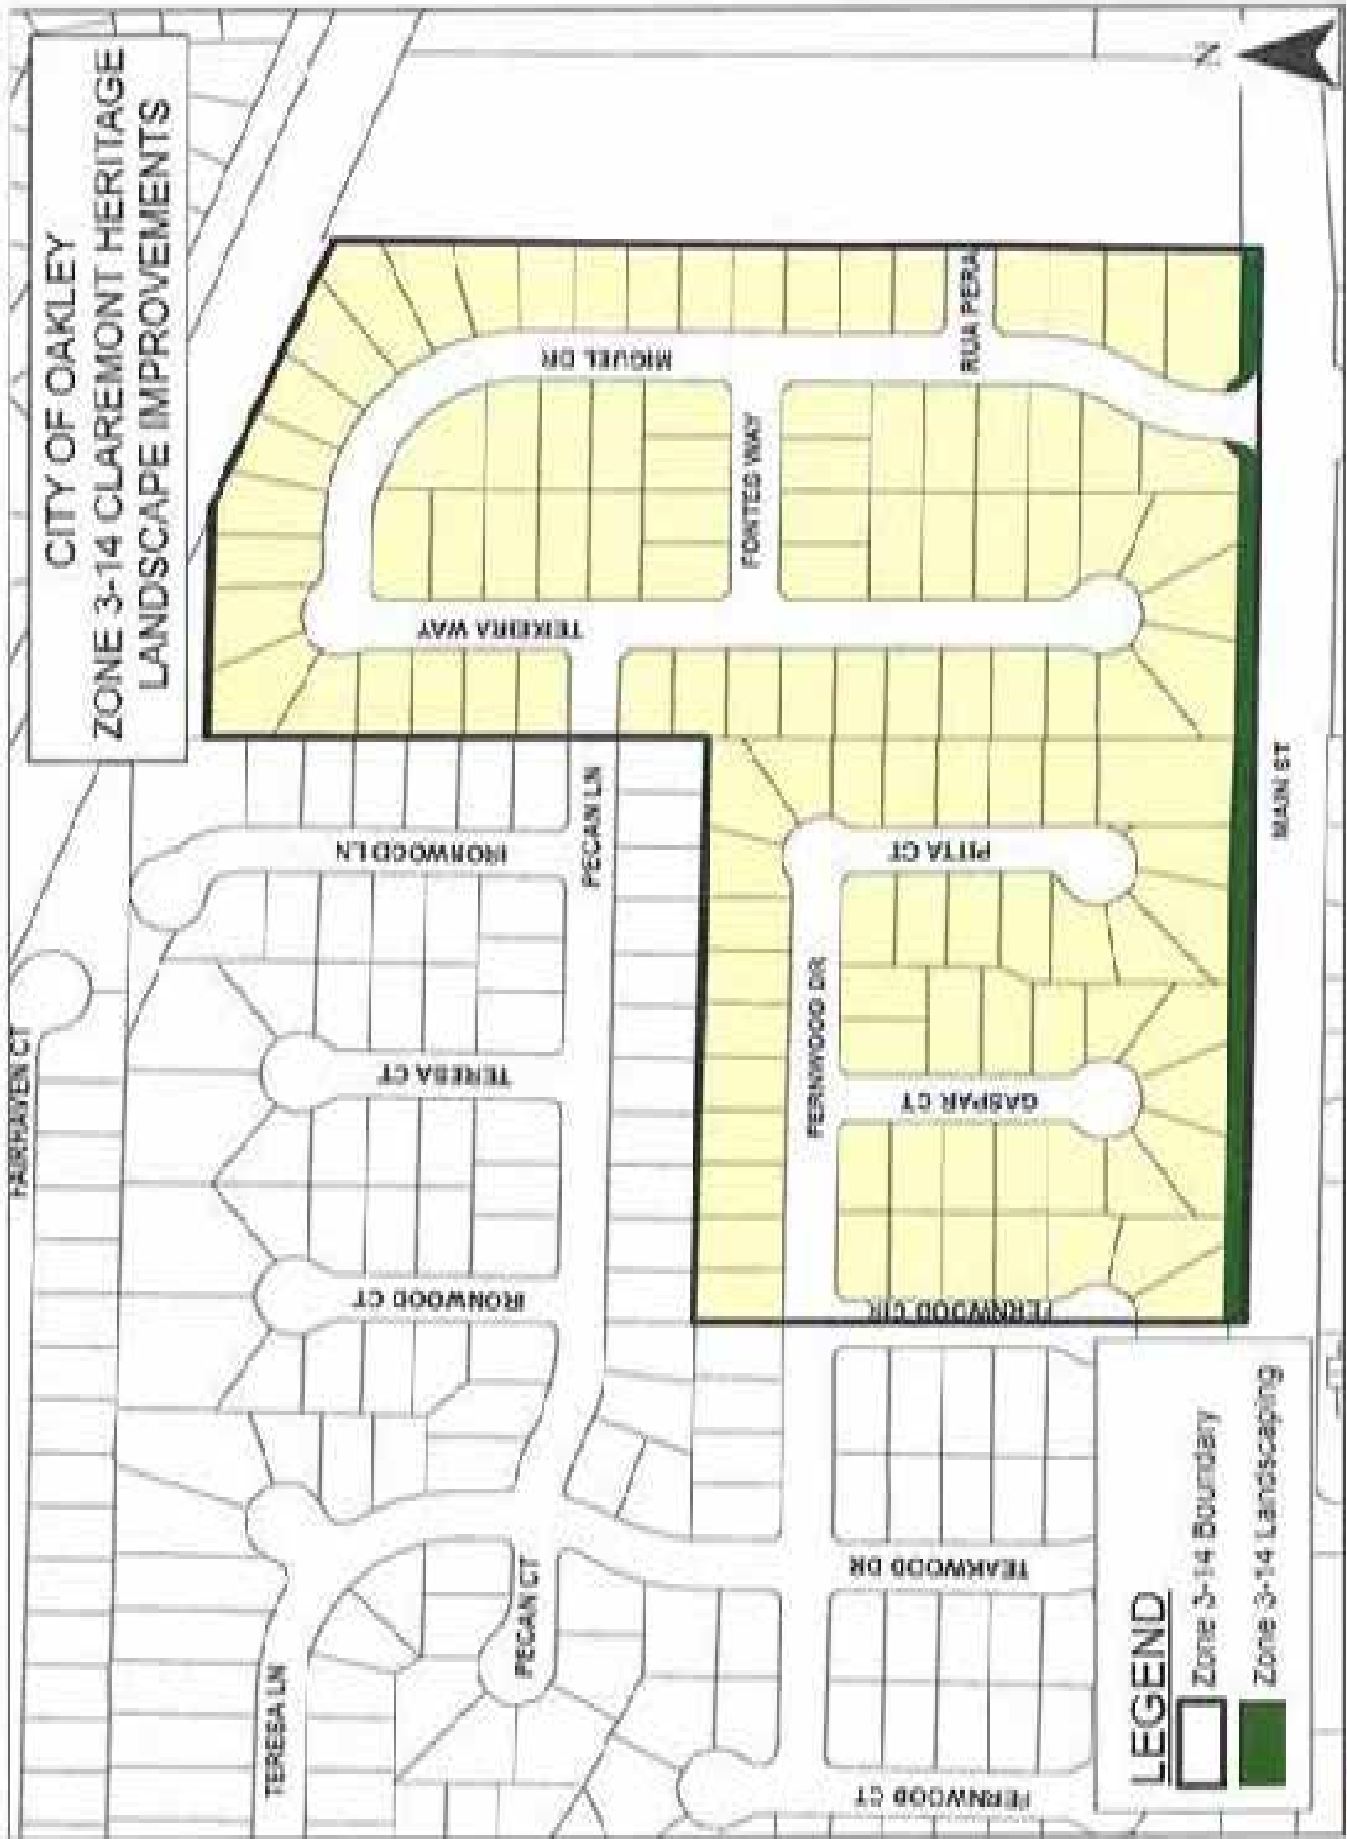 CITY OF OAKLEY
ZONE 3-14 CLAREMONT HERITAGE
LANDSCAPE IMPROVEMENTS
N
FAIRHAVEN CT
MIGUEL DR
RUA PERA
FONTES WAY
TEIXEIRA WAY
IRONWOOD LN
PECAN LN
PITTA CT
MAIN ST
FERNWOOD DR
TERESA CT
GASPAR CT
IRONWOOD CT
FERNWOOD CIR
PECAN CT
TEAKWOOD DR
TERESA LN
FERNWOOD CT
LEGEND
Zone 3-14 Boundary
Zone 3-14 Landscaping